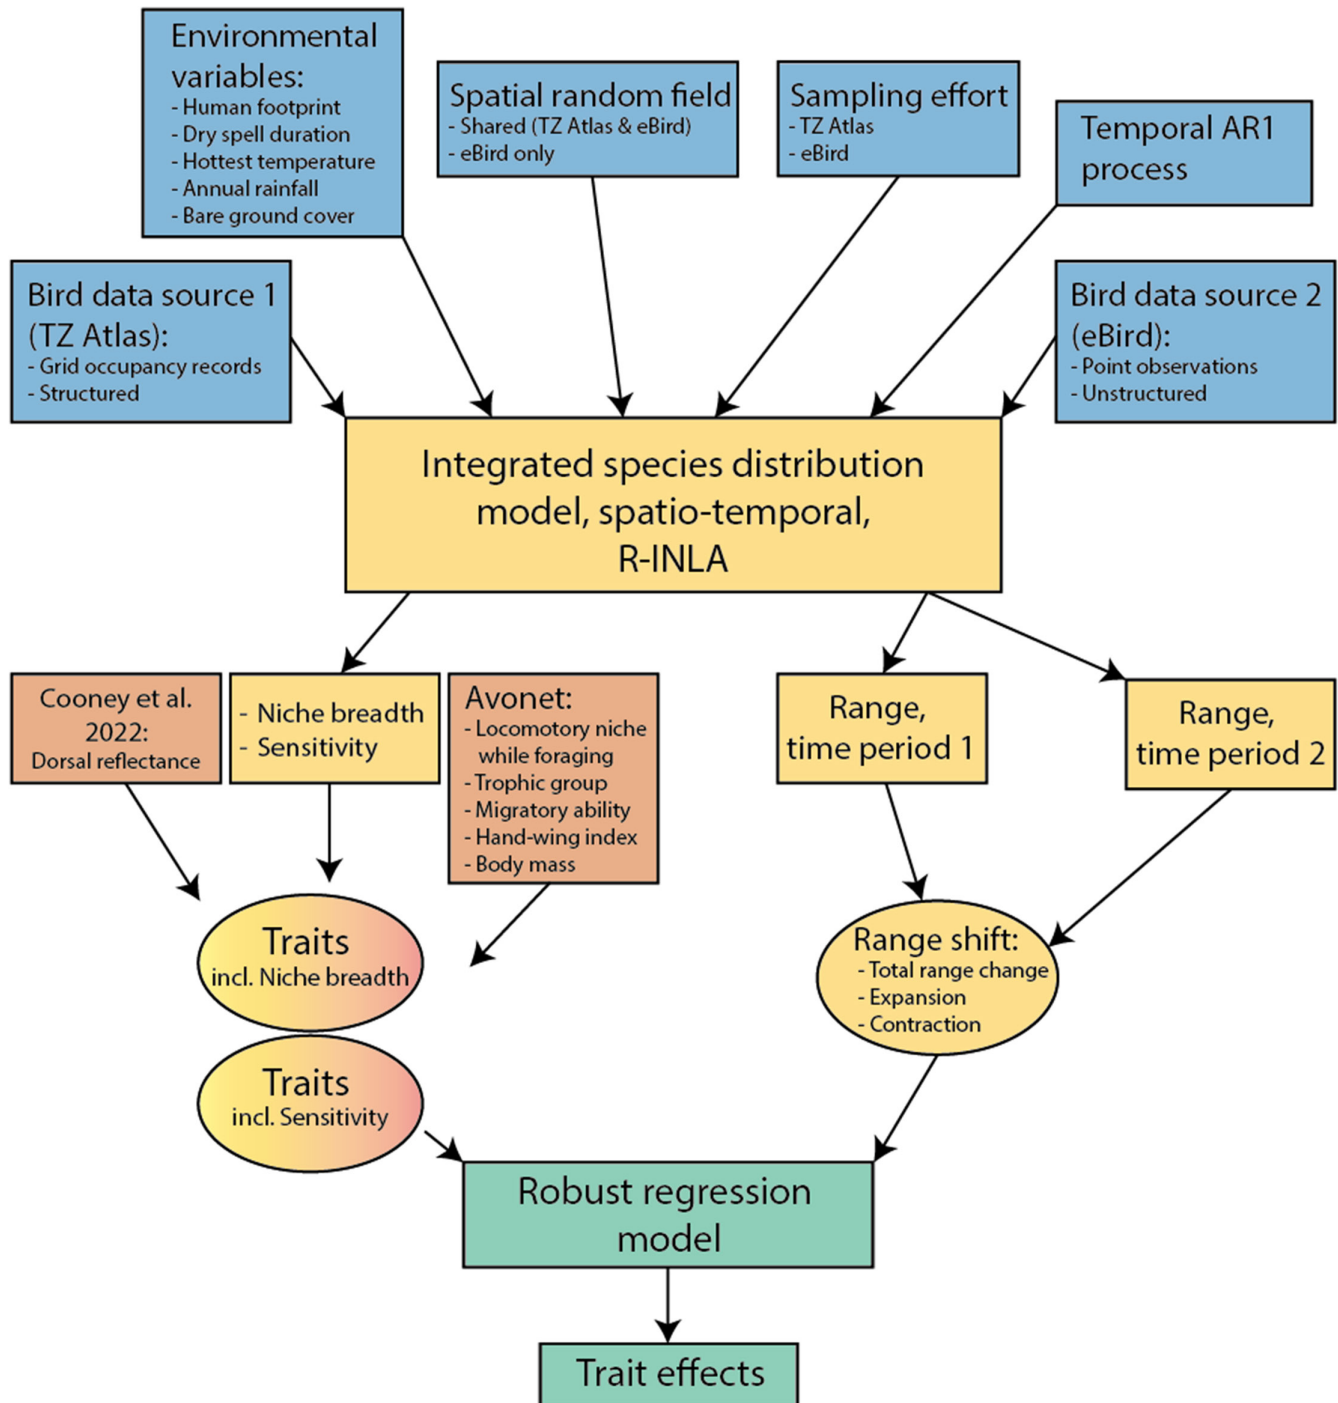 Environmental
variables:
- Human footprint
- Dry spell duration
- Hottest temperature
- Annual rainfall
- Bare ground cover
Spatial random field
- Shared (TZ Atlas & eBird)
- eBird only
Sampling effort
- TZ Atlas
- eBird
Temporal AR1
process
Bird data source 1
(TZ Atlas):
- Grid occupancy records
- Structured
Bird data source 2
(eBird):
- Point observations
- Unstructured
Integrated species distribution
model, spatio-temporal,
R-INLA
Cooney et al.
2022:
Dorsal reflectance
- Niche breadth
- Sensitivity
Avonet:
- Locomotory niche
while foraging
- Trophic group
- Migratory ability
- Hand-wing index
- Body mass
Range,
time period 1
Range,
time period 2
Traits
incl. Niche breadth
Range shift:
- Total range change
- Expansion
- Contraction
Traits
incl. Sensitivity
Robust regression
model
Trait effects